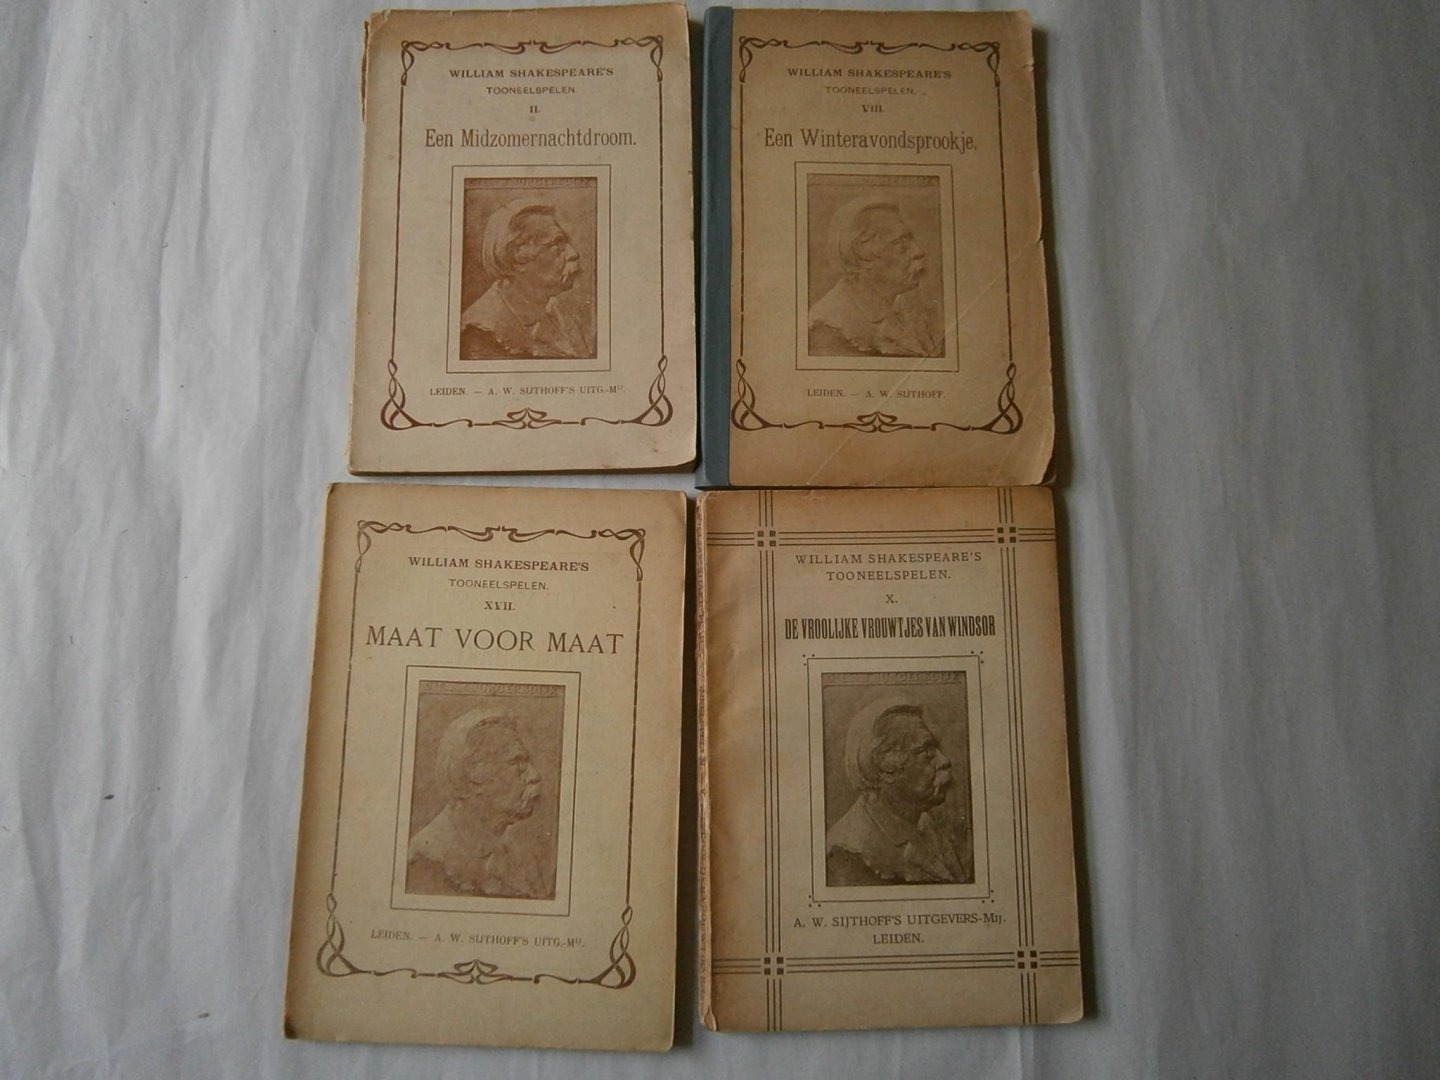 WILLIAM SHAKESPEARE'S
TOONEELSPELEN.
II.
Een Midzomernachtdroom.
LEIDEN. — A. W. SIJTHOFF'S UITG.-Mij.
WILLIAM SHAKESPEARE'S
TOONEELSPELEN.
VIII.
Een Winteravondsprookje.
LEIDEN. — A. W. SIJTHOFF.
WILLIAM SHAKESPEARE'S
TOONEELSPELEN.
XVII.
MAAT VOOR MAAT
LEIDEN. — A. W. SIJTHOFF'S UITG.-Mij.
WILLIAM SHAKESPEARE'S
TOONEELSPELEN.
X.
DE VROOLIJKE VROUWTJES VAN WINDSOR
A. W. SIJTHOFF'S UITGEVERS-Mij.
LEIDEN.